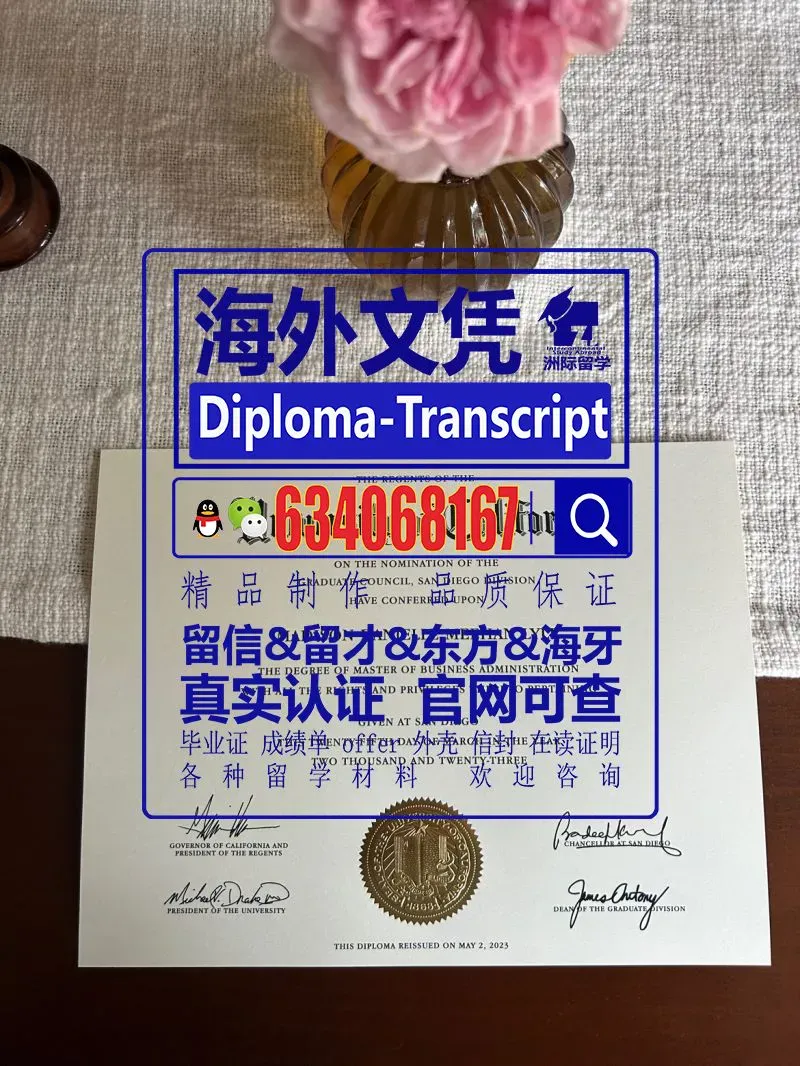 海外文凭
Intercontinental
Study Abroad
洲际留学
Diploma-Transcript
THE REGENTS OF THE
634068167
ON THE NOMINATION OF THE
GRADUATE COUNCIL, SAN DIEGO DIVISION
HAVE CONFERRED UPON
精品制作 品质保证
留信&留才&东方&海牙
THE DEGREE OF MASTER OF BUSINESS ADMINISTRATION
真实认证 官网可查
GIVEN AT SAN DIEGO
毕业证 成绩单 offer 外壳 信封 在读证明
TWO THOUSAND AND TWENTY-THREE
各种留学材料 欢迎咨询
GOVERNOR OF CALIFORNIA AND
PRESIDENT OF THE REGENTS
CHANCELLOR AT SAN DIEGO
PRESIDENT OF THE UNIVERSITY
DEAN OF THE GRADUATE DIVISION
1868
THIS DIPLOMA REISSUED ON MAY 2, 2023